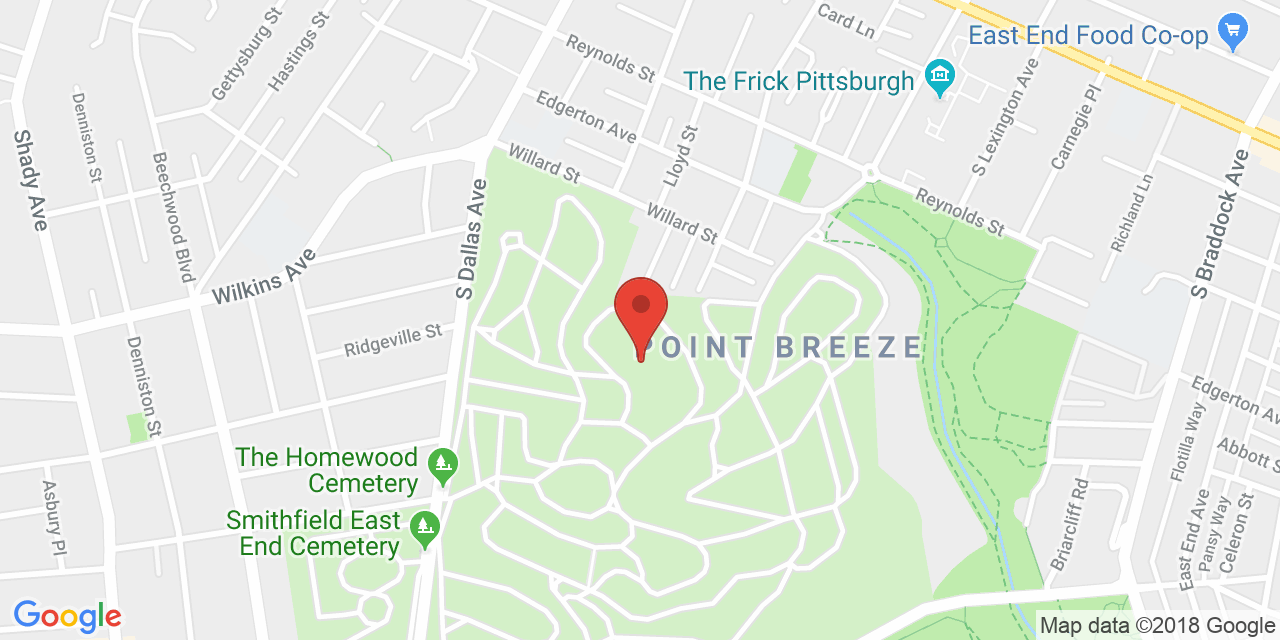 Gettysburg St
Hastings St
Card Ln
East End Food Co-op
Reynolds St
The Frick Pittsburgh
Denniston St
Edgerton Ave
S Lexington Ave
Carnegie Pl
Shady Ave
Beechwood Blvd
Willard St
Lloyd St
Willard St
Reynolds St
Richland Ln
S Braddock Ave
S Dallas Ave
Wilkins Ave
Ridgeville St
POINT BREEZE
Denniston St
Edgerton Av
Flotilla Way
Abbott S
The Homewood
Cemetery
Smithfield East
End Cemetery
Asbury Pl
Briarcliff Rd
East End Ave
Pansy Way
Celeron St
Google
Map data ©2018 Google